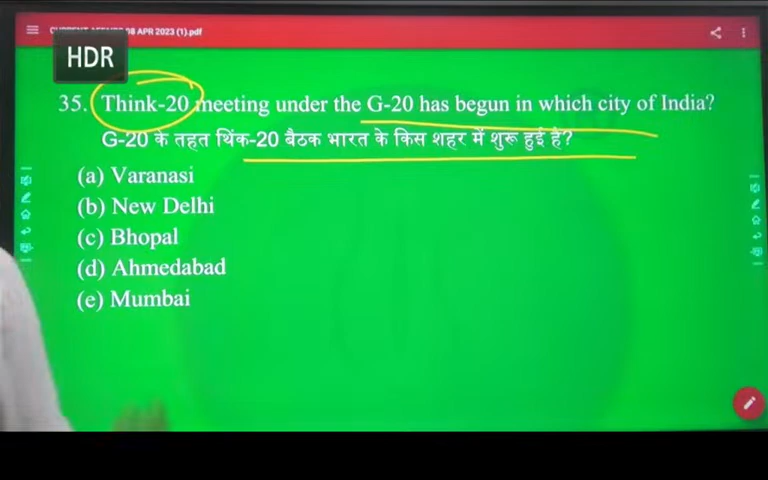 08 APR 2023 (1).pdf
HDR
35. Think-20 meeting under the G-20 has begun in which city of India?
G-20 के तहत थिंक-20 बैठक भारत के किस शहर में शुरू हुई है?
(a) Varanasi
(b) New Delhi
(c) Bhopal
(d) Ahmedabad
(e) Mumbai